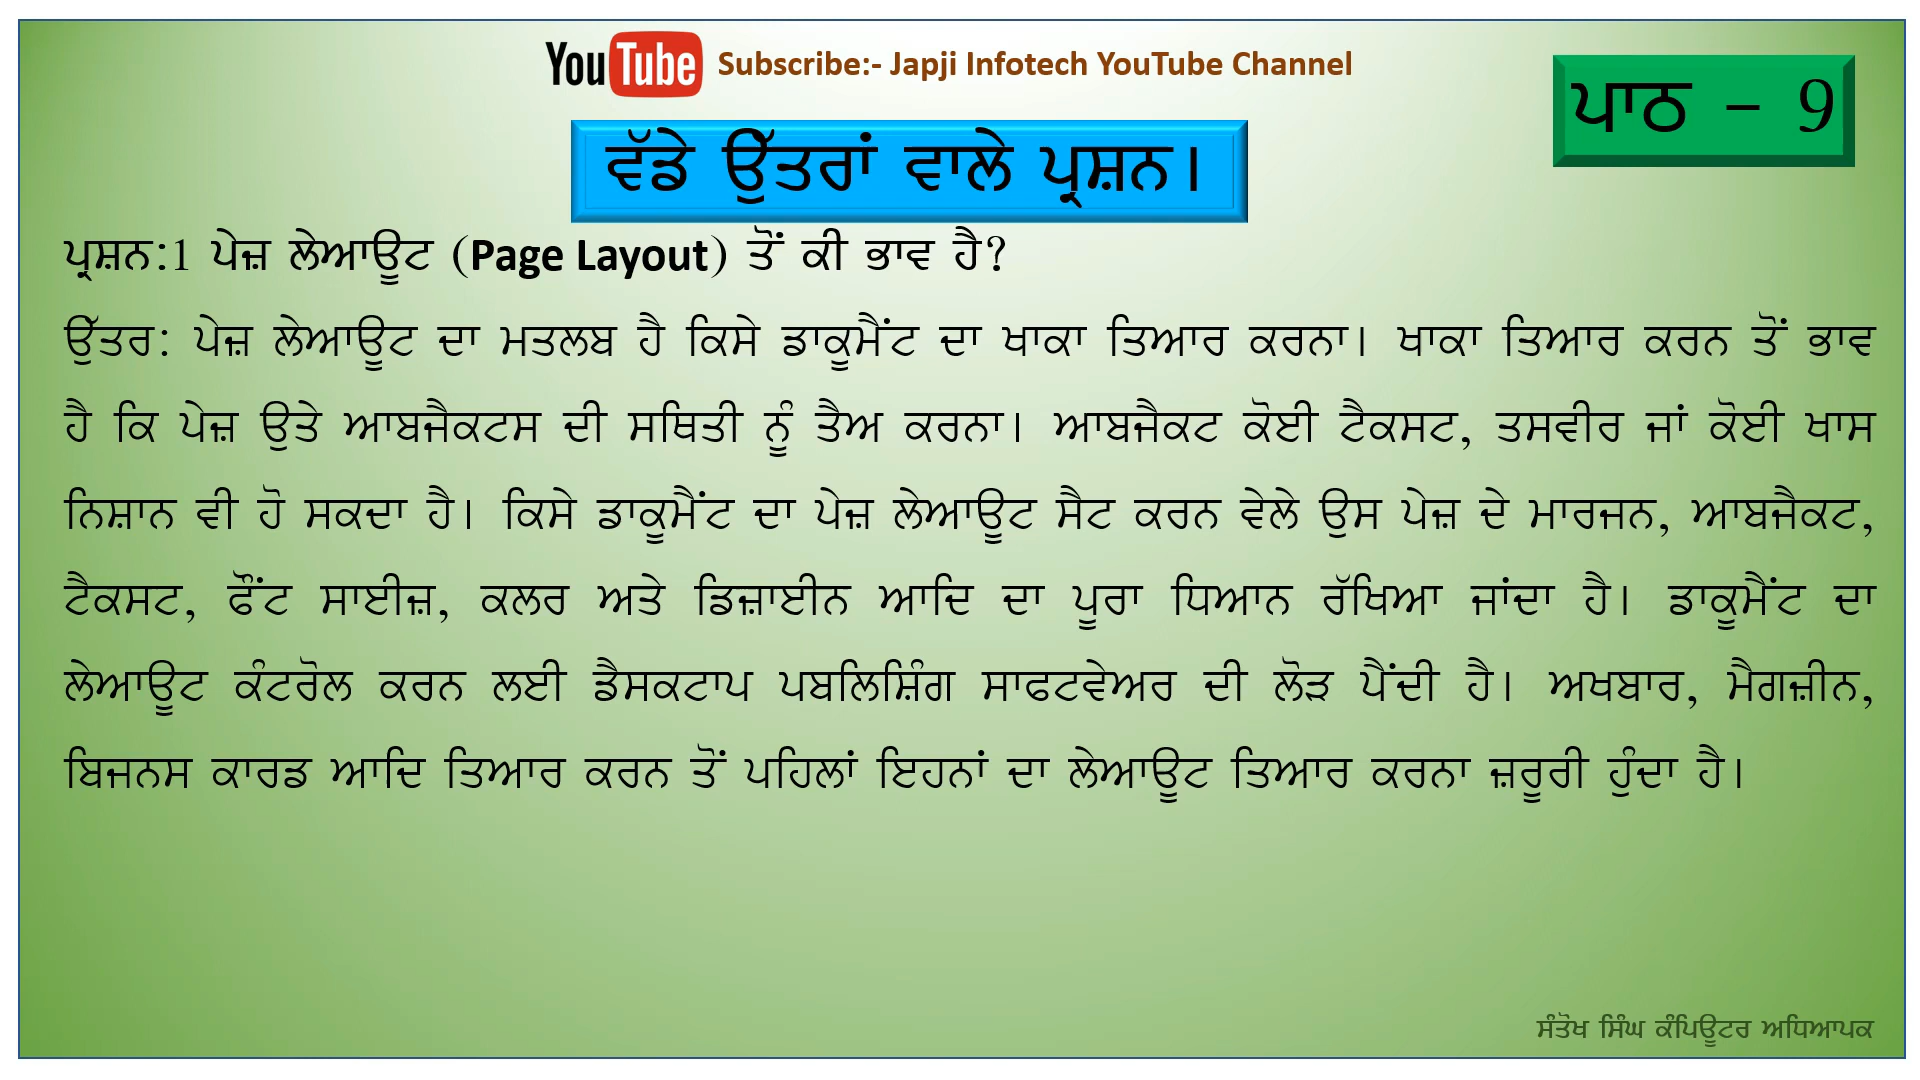 YouTube Subscribe:- Japji Infotech YouTube Channel
ਪਾਠ – 9
ਵੱਡੇ ਉੱਤਰਾਂ ਵਾਲੇ ਪ੍ਰਸ਼ਨ।
ਪ੍ਰਸ਼ਨ:1 ਪੇਜ਼ ਲੇਆਊਟ (Page Layout) ਤੋਂ ਕੀ ਭਾਵ ਹੈ?
ਉੱਤਰ: ਪੇਜ਼ ਲੇਆਊਟ ਦਾ ਮਤਲਬ ਹੈ ਕਿਸੇ ਡਾਕੂਮੈਂਟ ਦਾ ਖਾਕਾ ਤਿਆਰ ਕਰਨਾ। ਖਾਕਾ ਤਿਆਰ ਕਰਨ ਤੋਂ ਭਾਵ
ਹੈ ਕਿ ਪੇਜ਼ ਉਤੇ ਆਬਜੈਕਟਸ ਦੀ ਸਥਿਤੀ ਨੂੰ ਤੈਅ ਕਰਨਾ। ਆਬਜੈਕਟ ਕੋਈ ਟੈਕਸਟ, ਤਸਵੀਰ ਜਾਂ ਕੋਈ ਖਾਸ
ਨਿਸ਼ਾਨ ਵੀ ਹੋ ਸਕਦਾ ਹੈ। ਕਿਸੇ ਡਾਕੂਮੈਂਟ ਦਾ ਪੇਜ਼ ਲੇਆਊਟ ਸੈਟ ਕਰਨ ਵੇਲੇ ਉਸ ਪੇਜ਼ ਦੇ ਮਾਰਜਨ, ਆਬਜੈਕਟ,
ਟੈਕਸਟ, ਫੌਂਟ ਸਾਈਜ਼, ਕਲਰ ਅਤੇ ਡਿਜ਼ਾਈਨ ਆਦਿ ਦਾ ਪੂਰਾ ਧਿਆਨ ਰੱਖਿਆ ਜਾਂਦਾ ਹੈ। ਡਾਕੂਮੈਂਟ ਦਾ
ਲੇਆਊਟ ਕੰਟਰੋਲ ਕਰਨ ਲਈ ਡੈਸਕਟਾਪ ਪਬਲਿਸ਼ਿੰਗ ਸਾਫਟਵੇਅਰ ਦੀ ਲੋੜ ਪੈਂਦੀ ਹੈ। ਅਖਬਾਰ, ਮੈਗਜ਼ੀਨ,
ਬਿਜਨਸ ਕਾਰਡ ਆਦਿ ਤਿਆਰ ਕਰਨ ਤੋਂ ਪਹਿਲਾਂ ਇਹਨਾਂ ਦਾ ਲੇਆਊਟ ਤਿਆਰ ਕਰਨਾ ਜ਼ਰੂਰੀ ਹੁੰਦਾ ਹੈ।
ਸੰਤੋਖ ਸਿੰਘ ਕੰਪਿਊਟਰ ਅਧਿਆਪਕ